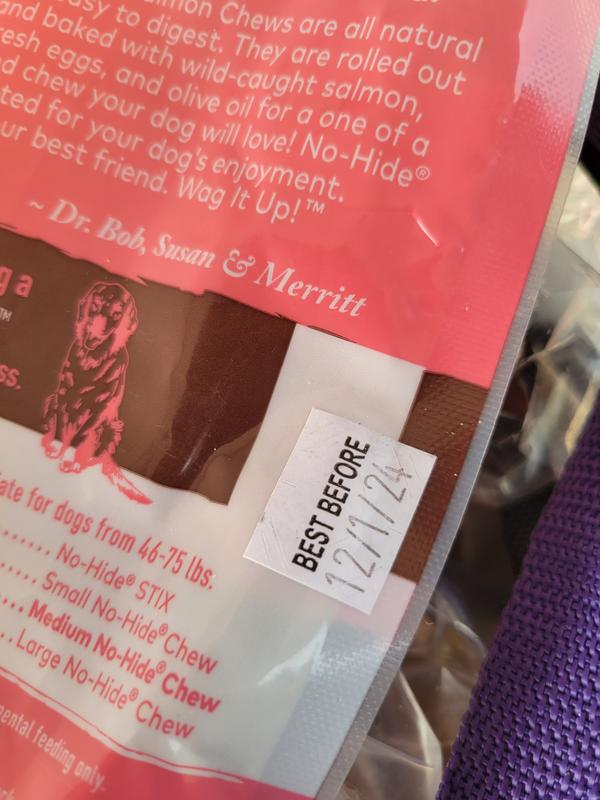 Salmon Chews are all natural
easy to digest. They are rolled out
and baked with wild-caught salmon,
fresh eggs, and olive oil for a one of a
chew your dog will love! No-Hide®
for your dog's enjoyment.
best friend. Wag It Up!™
~ Dr. Bob, Susan & Merritt
g a
™
ss.
BEST BEFORE
12/1/24
for dogs from 46-75 lbs.
No-Hide® STIX
Small No-Hide® Chew
Medium No-Hide® Chew
Large No-Hide® Chew
feeding only.